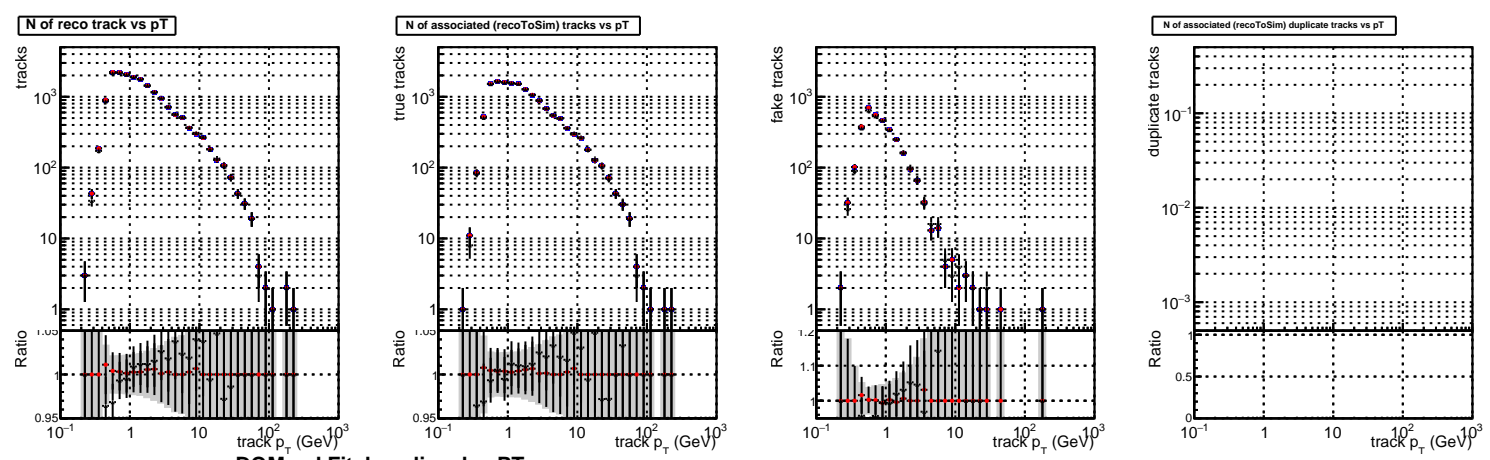 N of reco track vs pT
tracks
10³
10²
10
1
1.05
Ratio
1
0.95
10⁻¹ 1 10 10² 10³
track p_T (GeV)
N of associated (recoToSim) tracks vs pT
true tracks
10³
10²
10
1
1.05
Ratio
1
0.95
10⁻¹ 1 10 10² 10³
track p_T (GeV)
fake tracks
10³
10²
10
1
1.2
Ratio
1.1
1
10⁻¹ 1 10 10² 10³
track p_T (GeV)
N of associated (recoToSim) duplicate tracks vs pT
duplicate tracks
10⁻¹
10⁻²
10⁻³
Ratio
1
0.5
0
10⁻¹ 1 10 10² 10³
track p_T (GeV)